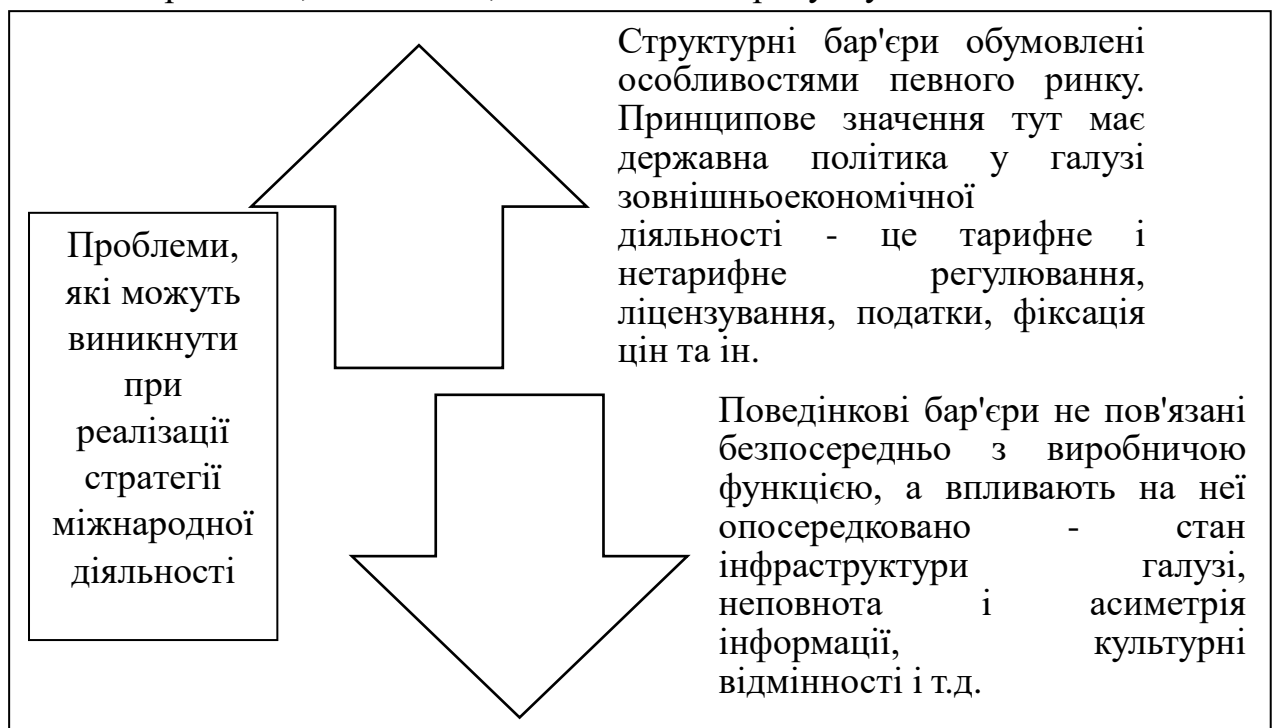 Проблеми,
які можуть
виникнути
при
реалізації
стратегії
міжнародної
діяльності
Структурні бар'єри обумовлені
особливостями певного ринку.
Принципове значення тут має
державна політика у галузі
зовнішньоекономічної
діяльності - це тарифне і
нетарифне регулювання,
ліцензування, податки, фіксація
цін та ін.
Поведінкові бар'єри не пов'язані
безпосередньо з виробничою
функцією, а впливають на неї
опосередковано - стан
інфраструктури галузі,
неповнота і асиметрія
інформації, культурні
відмінності і т.д.